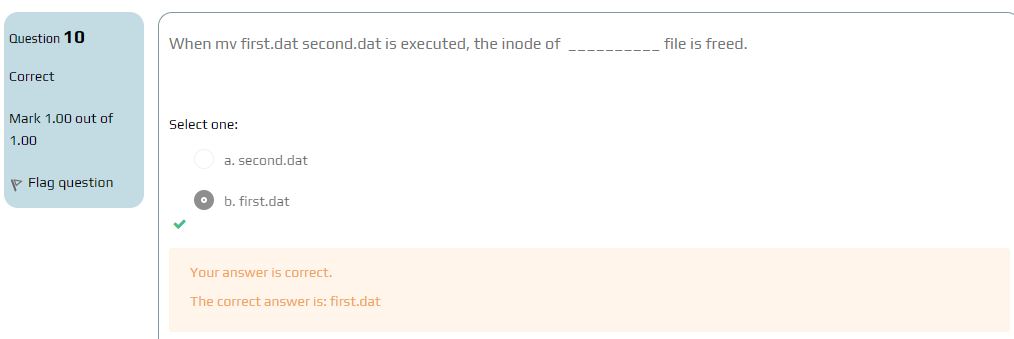 Question 10
Correct
Mark 1.00 out of
1.00
Flag question
When mv first.dat second.dat is executed, the inode of __________ file is freed.
Select one:
a. second.dat
b. first.dat
Your answer is correct.
The correct answer is: first.dat